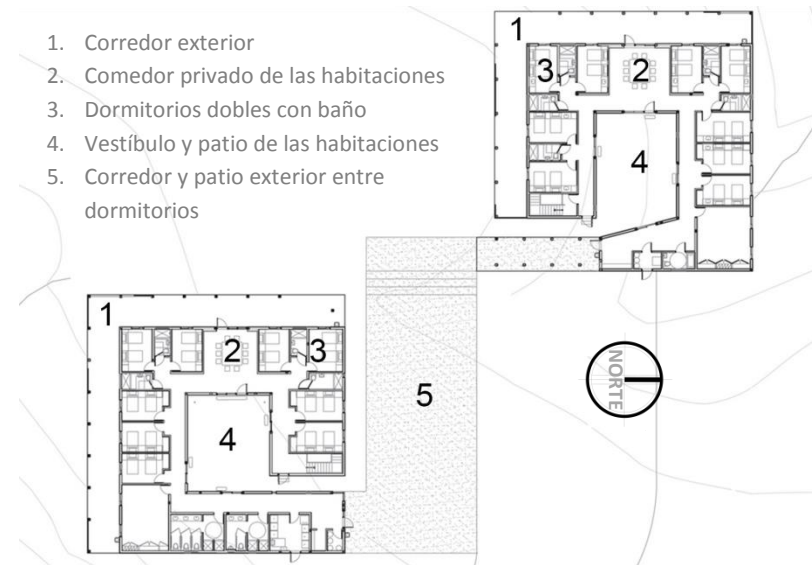 1. Corredor exterior
2. Comedor privado de las habitaciones
3. Dormitorios dobles con baño
4. Vestíbulo y patio de las habitaciones
5. Corredor y patio exterior entre
dormitorios
1
3
2
4
1
2
3
4
5
NORTE